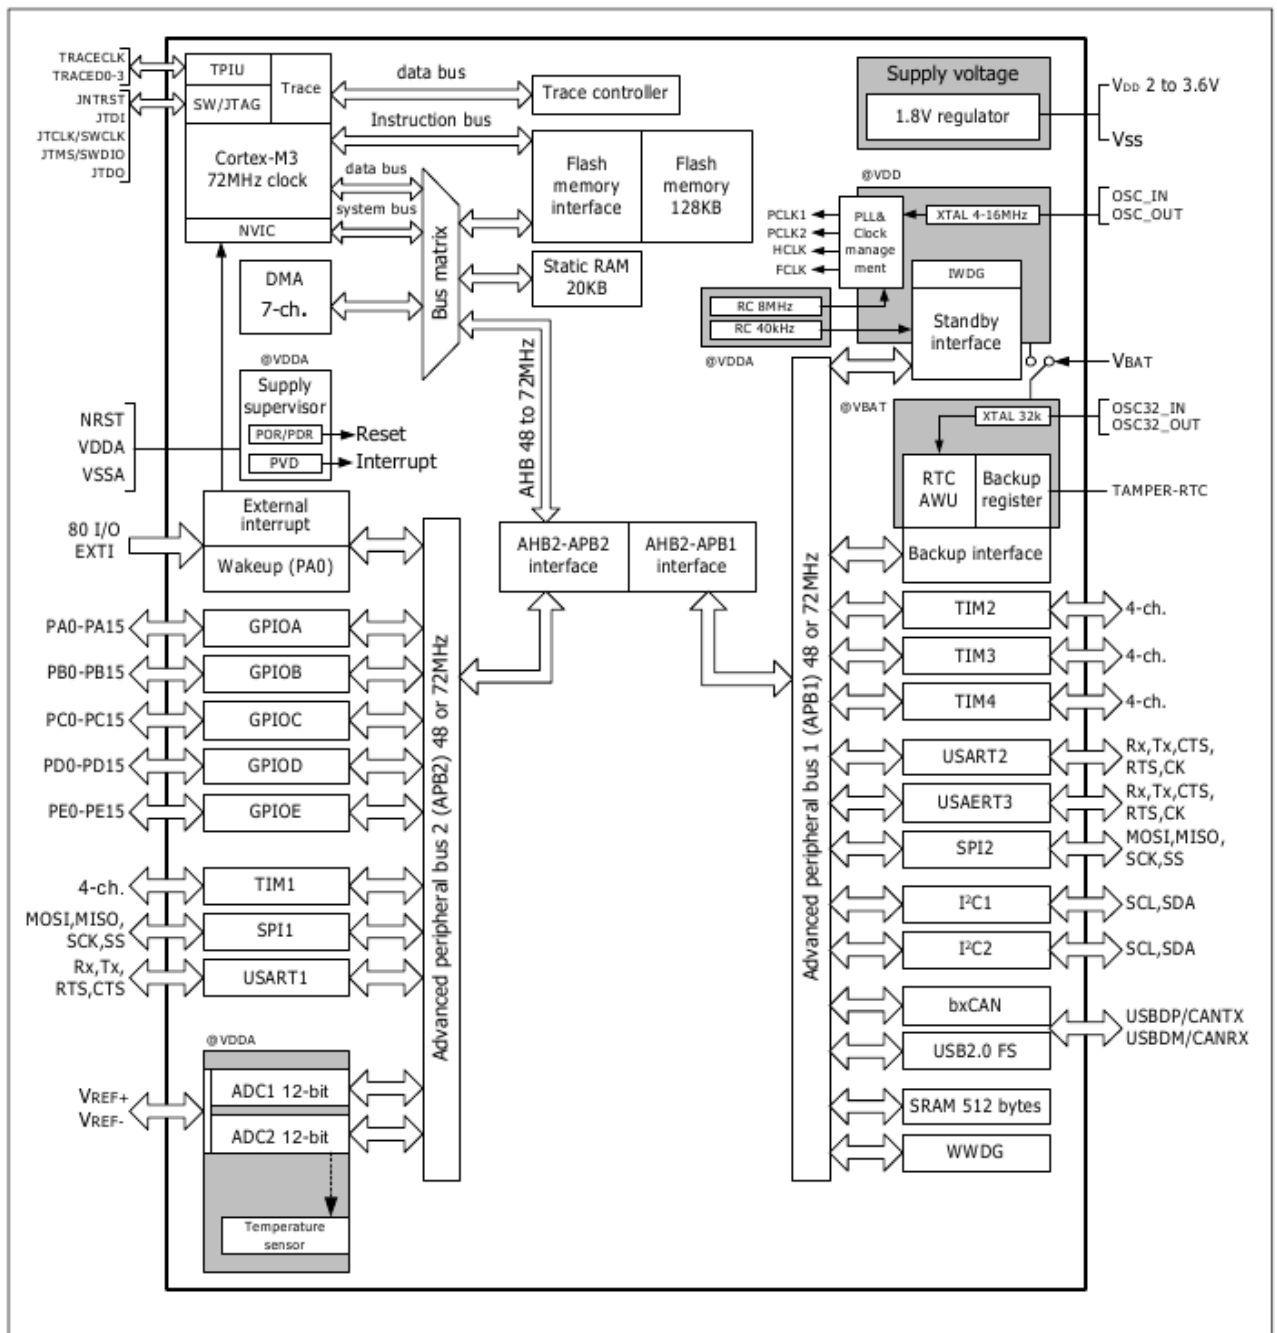 TRACECLK
TRACED0-3
JNTRST
JTDI
JTCLK/SWCLK
JTMS/SWDIO
JTDO
TPIU
SW/JTAG
Trace
Cortex-M3
72MHz clock
NVIC
data bus
Trace controller
Instruction bus
data bus
system bus
Bus matrix
Flash
memory
interface
Flash
memory
128KB
Static RAM
20KB
DMA
7-ch.
@VDDA
Supply
supervisor
POR/PDR
Reset
PVD
Interrupt
NRST
VDDA
VSSA
80 I/O
EXTI
External
interrupt
Wakeup (PA0)
AHB 48 to 72MHz
AHB2-APB2
interface
AHB2-APB1
interface
PA0-PA15
GPIOA
PB0-PB15
GPIOB
PC0-PC15
GPIOC
PD0-PD15
GPIOD
PE0-PE15
GPIOE
4-ch.
TIM1
MOSI,MISO,
SCK,SS
SPI1
Rx,Tx,
RTS,CTS
USART1
@VDDA
VREF+
VREF-
ADC1 12-bit
ADC2 12-bit
Temperature
sensor
Advanced peripheral bus 2 (APB2) 48 or 72MHz
Supply voltage
1.8V regulator
VDD 2 to 3.6V
VSS
@VDD
PCLK1
PCLK2
HCLK
FCLK
PLL&
Clock
manage
ment
XTAL 4-16MHz
OSC_IN
OSC_OUT
IWDG
Standby
interface
RC 8MHz
RC 40kHz
@VDDA
VBAT
@VBAT
XTAL 32k
OSC32_IN
OSC32_OUT
RTC
AWU
Backup
register
TAMPER-RTC
Backup interface
Advanced peripheral bus 1 (APB1) 48 or 72MHz
TIM2
4-ch.
TIM3
4-ch.
TIM4
4-ch.
USART2
Rx,Tx,CTS,
RTS,CK
USAERT3
Rx,Tx,CTS,
RTS,CK
SPI2
MOSI,MISO,
SCK,SS
I²C1
SCL,SDA
I²C2
SCL,SDA
bxCAN
USB2.0 FS
USBDP/CANTX
USBDM/CANRX
SRAM 512 bytes
WWDG